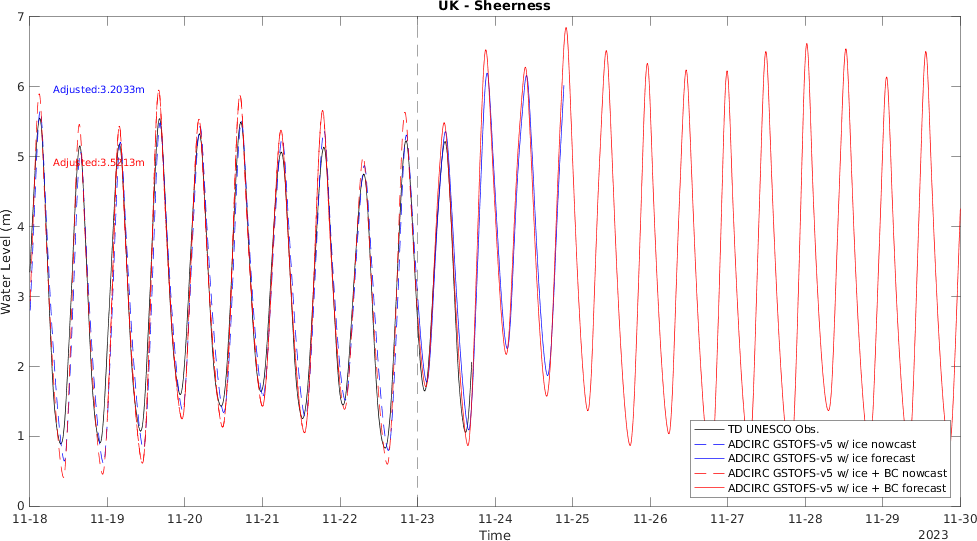 UK - Sheerness
7
6
5
4
3
2
1
0
Water Level (m)
Adjusted:3.2033m
Adjusted:3.5213m
TD UNESCO Obs.
ADCIRC GSTOFS-v5 w/ ice nowcast
ADCIRC GSTOFS-v5 w/ ice forecast
ADCIRC GSTOFS-v5 w/ ice + BC nowcast
ADCIRC GSTOFS-v5 w/ ice + BC forecast
11-18 11-19 11-20 11-21 11-22 11-23 11-24 11-25 11-26 11-27 11-28 11-29 11-30
Time
2023